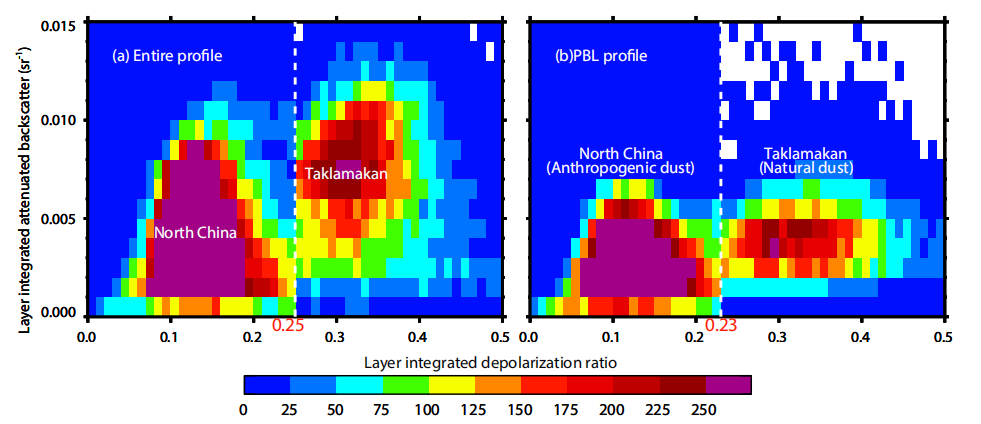 (a) Entire profile
(b)PBL profile
Layer integrated attenuated backscatter (sr⁻¹)
0.015
0.010
0.005
0.000
North China
Taklamakan
North China
(Anthropogenic dust)
Taklamakan
(Natural dust)
0.25
0.23
0.0 0.1 0.2 0.3 0.4 0.5
0.0 0.1 0.2 0.3 0.4 0.5
Layer integrated depolarization ratio
0 25 50 75 100 125 150 175 200 225 250